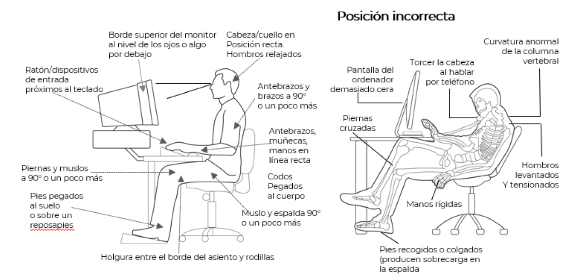 Posición incorrecta
Borde superior del monitor
al nivel de los ojos o algo
por debajo
Cabeza/cuello en
Posición recta.
Hombros relajados
Ratón/dispositivos
de entrada
próximos al teclado
Antebrazos y
brazos a 90º
o un poco más
Antebrazos,
muñecas,
manos en
línea recta
Piernas y muslos
a 90º o un poco más
Codos
Pegados
al cuerpo
Pies pegados
al suelo
o sobre un
reposapies
Muslo y espalda 90º
o un poco más
Holgura entre el borde del asiento y rodillas
Curvatura anormal
de la columna
vertebral
Torcer la cabeza
al hablar
por teléfono
Pantalla del
ordenador
demasiado cera
Piernas
cruzadas
Hombros
levantados
Y tensionados
Manos rígidas
Pies recogidos o colgados
(producen sobrecarga en
la espalda